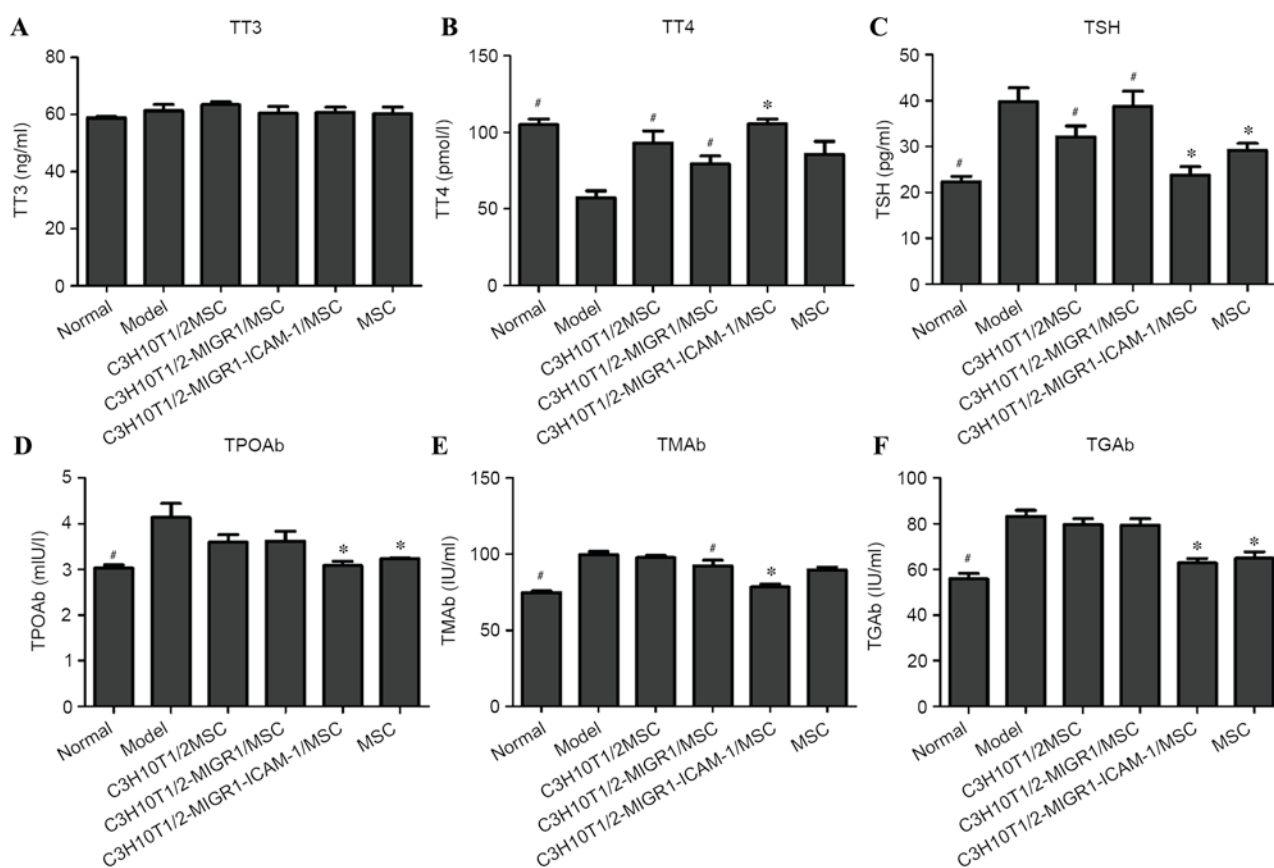 A
TT3
TT3 (ng/ml)
80
60
40
20
0
Normal
Model
C3H10T1/2MSC
C3H10T1/2-MIGR1/MSC
C3H10T1/2-MIGR1-ICAM-1/MSC
MSC
B
TT4
TT4 (pmol/l)
150
100
50
0
#
#
#
*
Normal
Model
C3H10T1/2MSC
C3H10T1/2-MIGR1/MSC
C3H10T1/2-MIGR1-ICAM-1/MSC
MSC
C
TSH
TSH (pg/ml)
50
40
30
20
10
0
#
#
#
*
*
Normal
Model
C3H10T1/2MSC
C3H10T1/2-MIGR1/MSC
C3H10T1/2-MIGR1-ICAM-1/MSC
MSC
D
TPOAb
TPOAb (mIU/l)
5
4
3
2
1
0
#
*
*
Normal
Model
C3H10T1/2MSC
C3H10T1/2-MIGR1/MSC
C3H10T1/2-MIGR1-ICAM-1/MSC
MSC
E
TMAb
TMAb (IU/ml)
150
100
50
0
#
#
*
Normal
Model
C3H10T1/2MSC
C3H10T1/2-MIGR1/MSC
C3H10T1/2-MIGR1-ICAM-1/MSC
MSC
F
TGAb
TGAb (IU/ml)
100
80
60
40
20
0
#
*
*
Normal
Model
C3H10T1/2MSC
C3H10T1/2-MIGR1/MSC
C3H10T1/2-MIGR1-ICAM-1/MSC
MSC